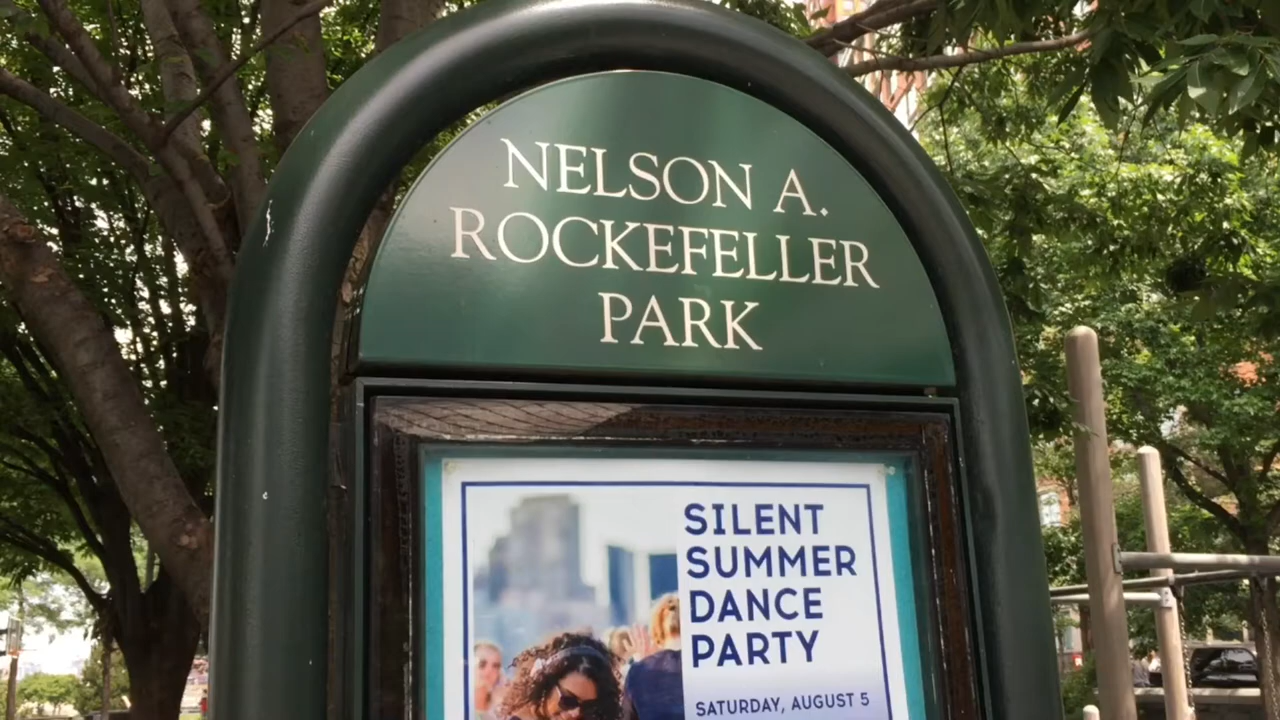 NELSON A.
ROCKEFELLER
PARK
SILENT
SUMMER
DANCE
PARTY
SATURDAY, AUGUST 5